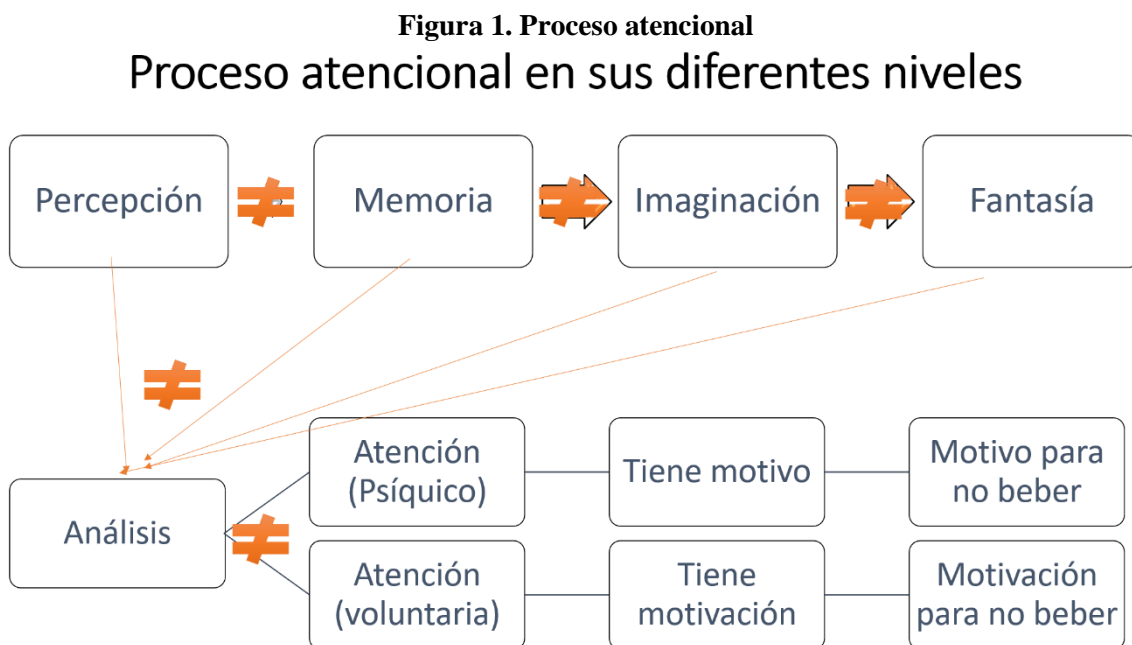 Figura 1. Proceso atencional
Proceso atencional en sus diferentes niveles
Percepción
≠
Memoria
≠
Imaginación
≠
Fantasía
≠
Análisis
≠
Atención
(Psíquico)
Tiene motivo
Motivo para
no beber
Atención
(voluntaria)
Tiene
motivación
Motivación
para no beber